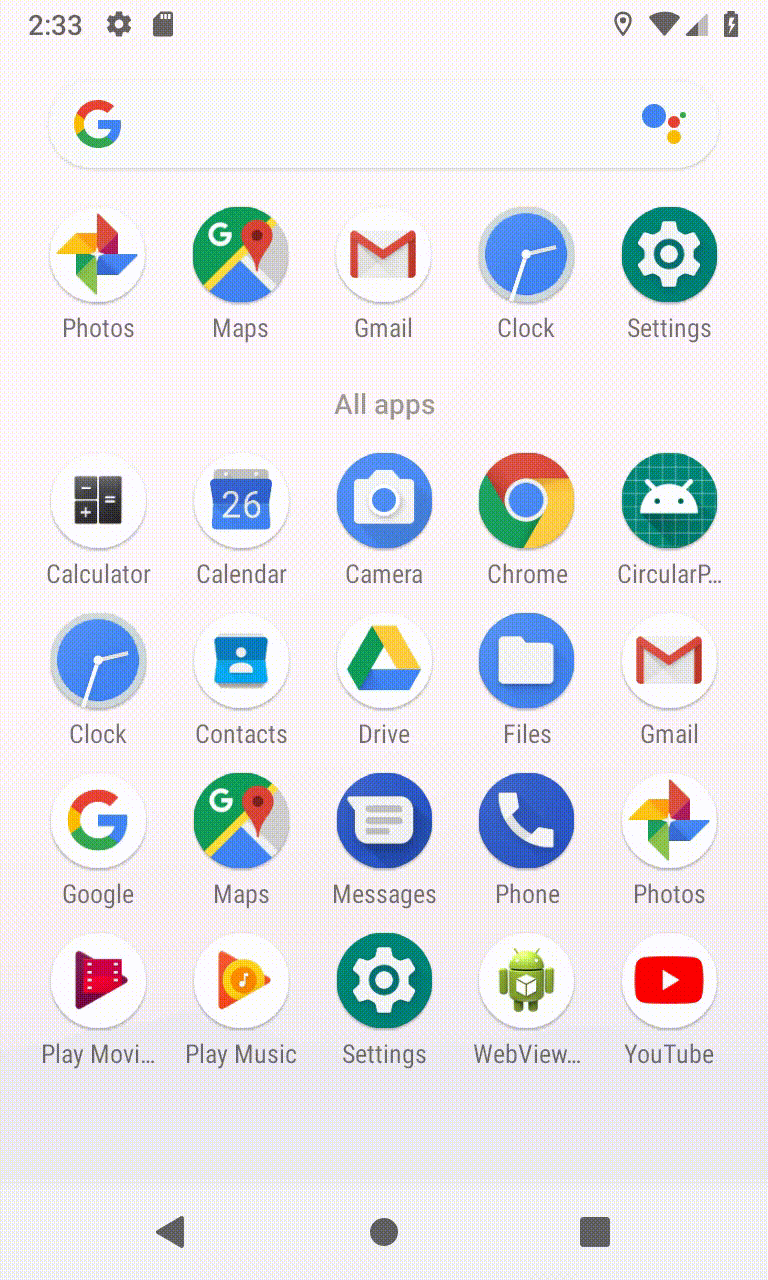 2:33
G
Photos Maps Gmail Clock Settings
All apps
26
Calculator Calendar Camera Chrome CircularP...
Clock Contacts Drive Files Gmail
Google Maps Messages Phone Photos
Play Movi... Play Music Settings WebView... YouTube